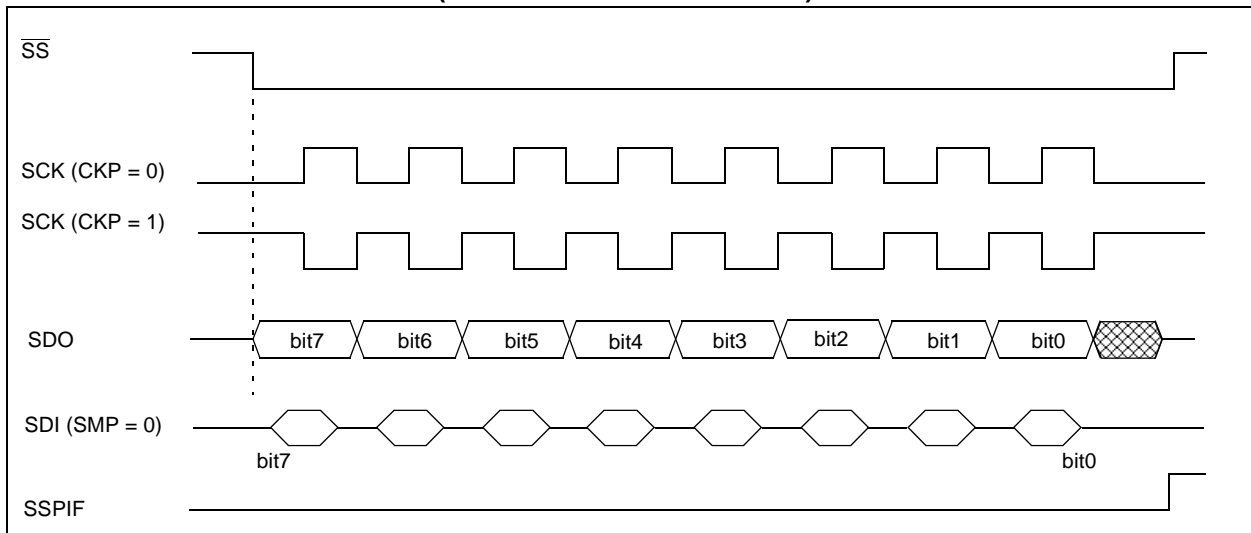 SS
SCK (CKP = 0)
SCK (CKP = 1)
SDO bit7 bit6 bit5 bit4 bit3 bit2 bit1 bit0
SDI (SMP = 0)
bit7 bit0
SSPIF